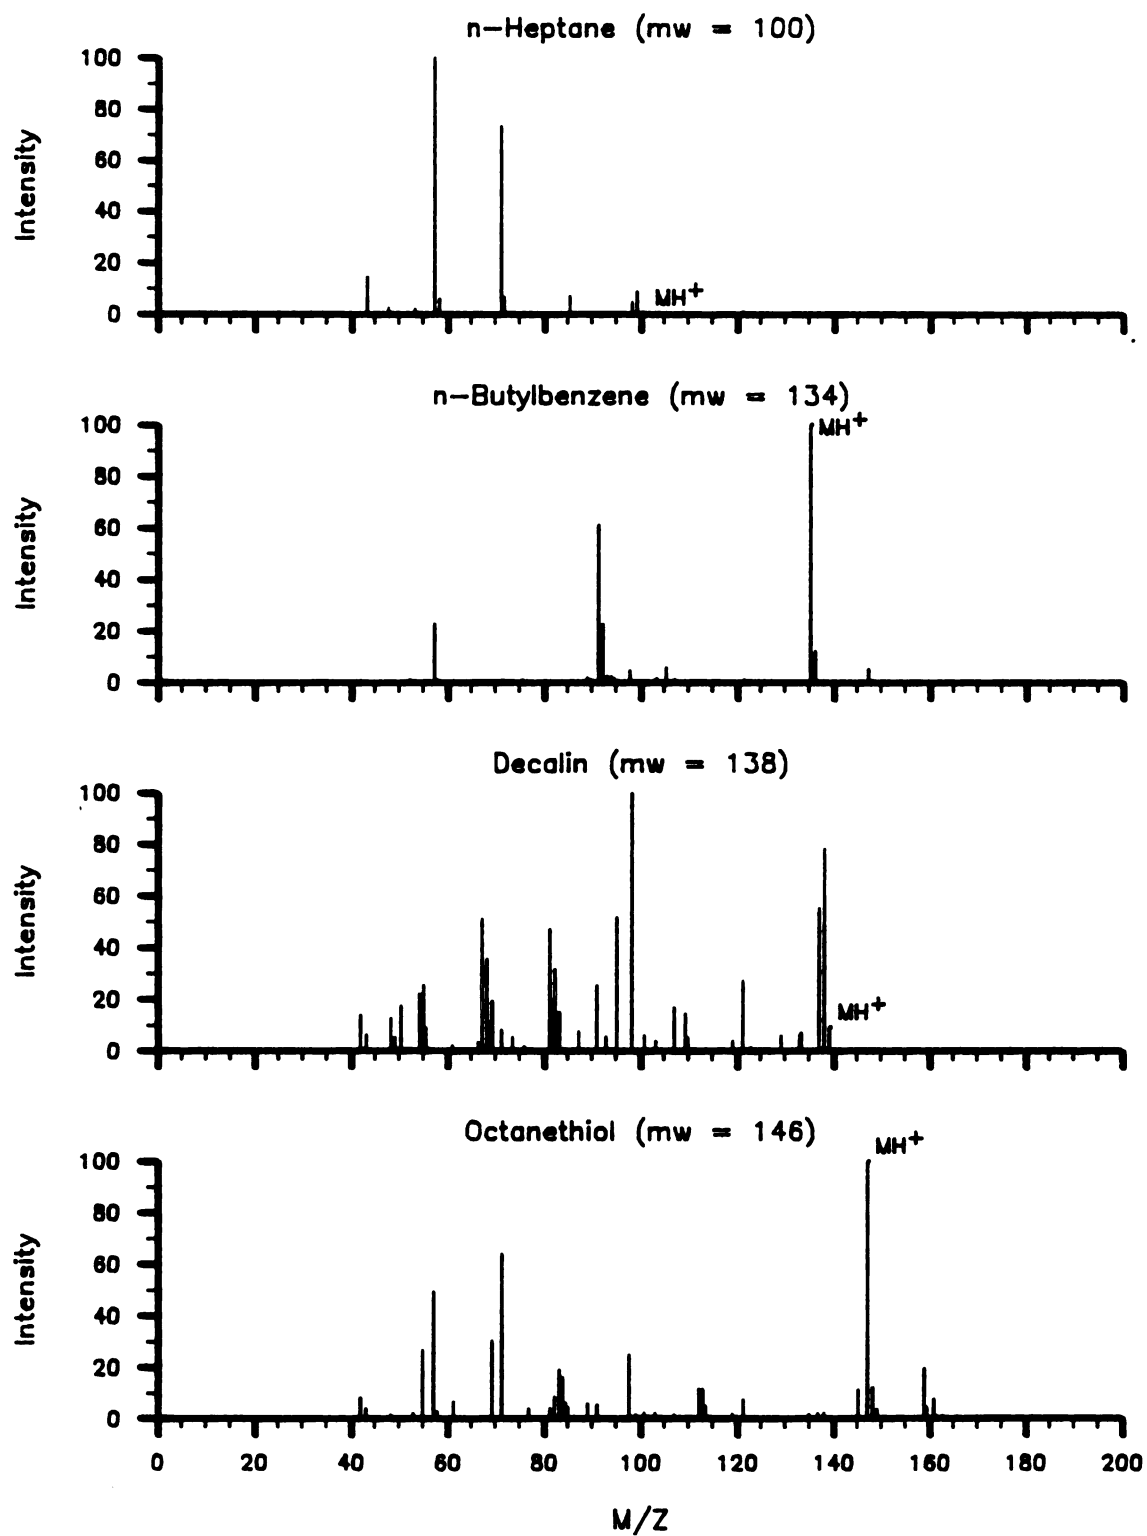 n-Heptane (mw = 100)
100
80
60
40
20
0
Intensity
MH+
n-Butylbenzene (mw = 134)
100
80
60
40
20
0
Intensity
MH+
Decalin (mw = 138)
100
80
60
40
20
0
Intensity
MH+
Octanethiol (mw = 146)
100
80
60
40
20
0
Intensity
MH+
0 20 40 60 80 100 120 140 160 180 200
M/Z